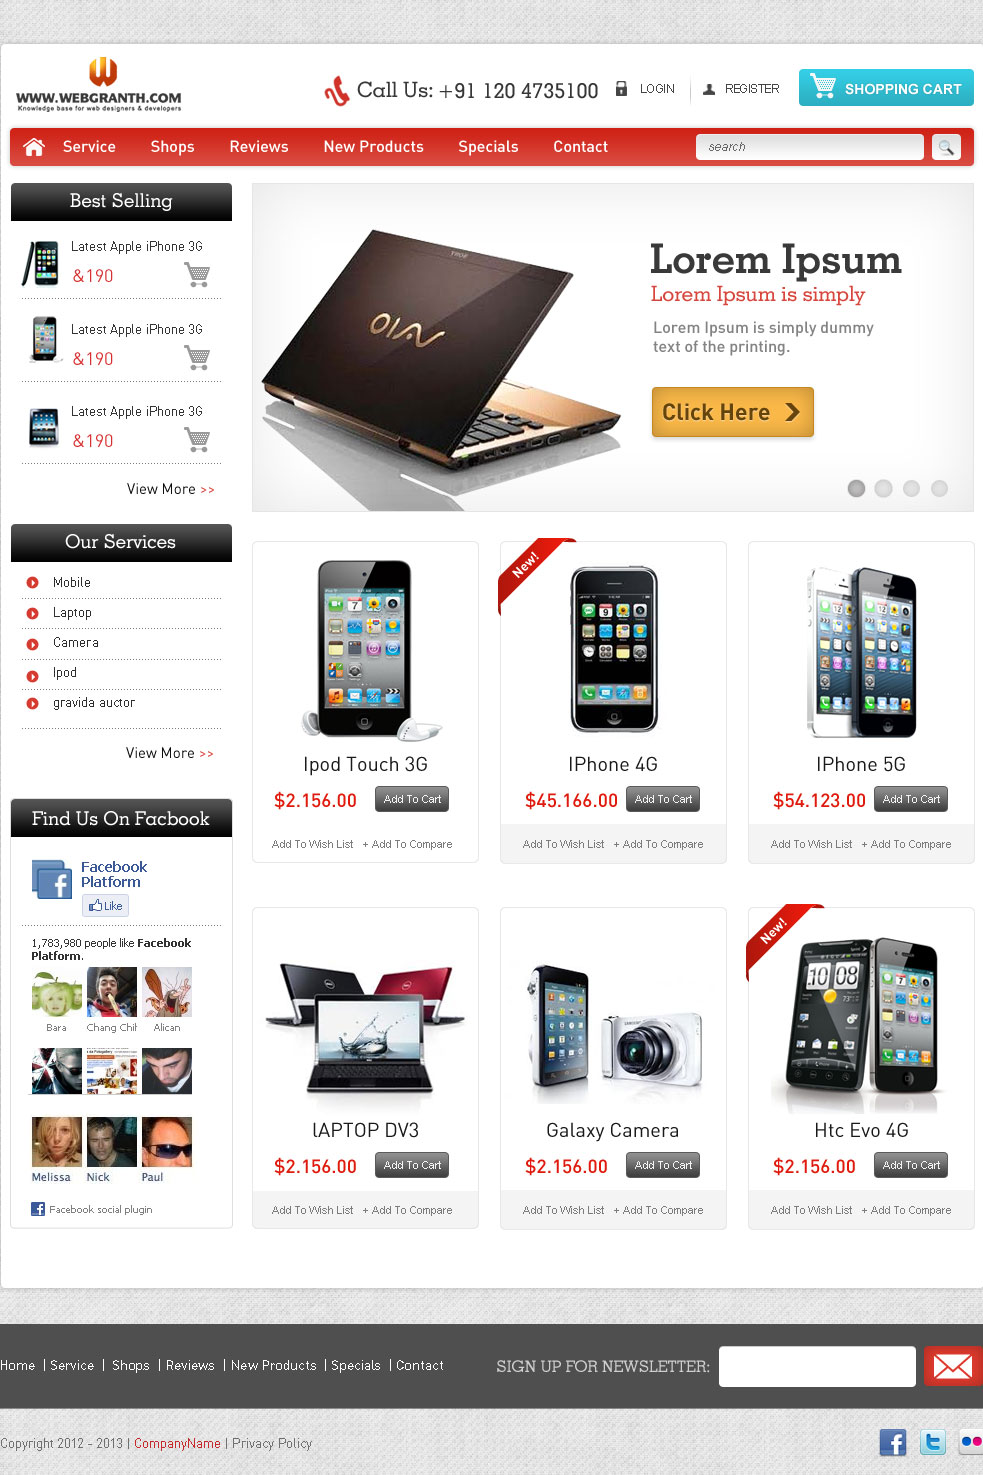 WWW.WEBGRANTH.COM
Knowledge base for web designers & developers
Call Us: +91 120 4735100
LOGIN
REGISTER
SHOPPING CART
Service Shops Reviews New Products Specials Contact
search
Best Selling
Latest Apple iPhone 3G
&190
Latest Apple iPhone 3G
&190
Latest Apple iPhone 3G
&190
View More >>
VAIO
Lorem Ipsum
Lorem Ipsum is simply
Lorem Ipsum is simply dummy
text of the printing.
Click Here
Our Services
Mobile
Laptop
Camera
Ipod
gravida auctor
View More >>
Find Us On Facbook
Facebook
Platform
Like
1,783,980 people like Facebook
Platform.
Bara Chang Chih Alican
Melissa Nick Paul
Facebook social plugin
Ipod Touch 3G
$2.156.00 Add To Cart
Add To Wish List + Add To Compare
New!
IPhone 4G
$45.166.00 Add To Cart
Add To Wish List + Add To Compare
IPhone 5G
$54.123.00 Add To Cart
Add To Wish List + Add To Compare
lAPTOP DV3
$2.156.00 Add To Cart
Add To Wish List + Add To Compare
Galaxy Camera
$2.156.00 Add To Cart
Add To Wish List + Add To Compare
New!
10:08
Htc Evo 4G
$2.156.00 Add To Cart
Add To Wish List + Add To Compare
Home | Service | Shops | Reviews | New Products | Specials | Contact
SIGN UP FOR NEWSLETTER:
Copyright 2012 - 2013 | CompanyName | Privacy Policy